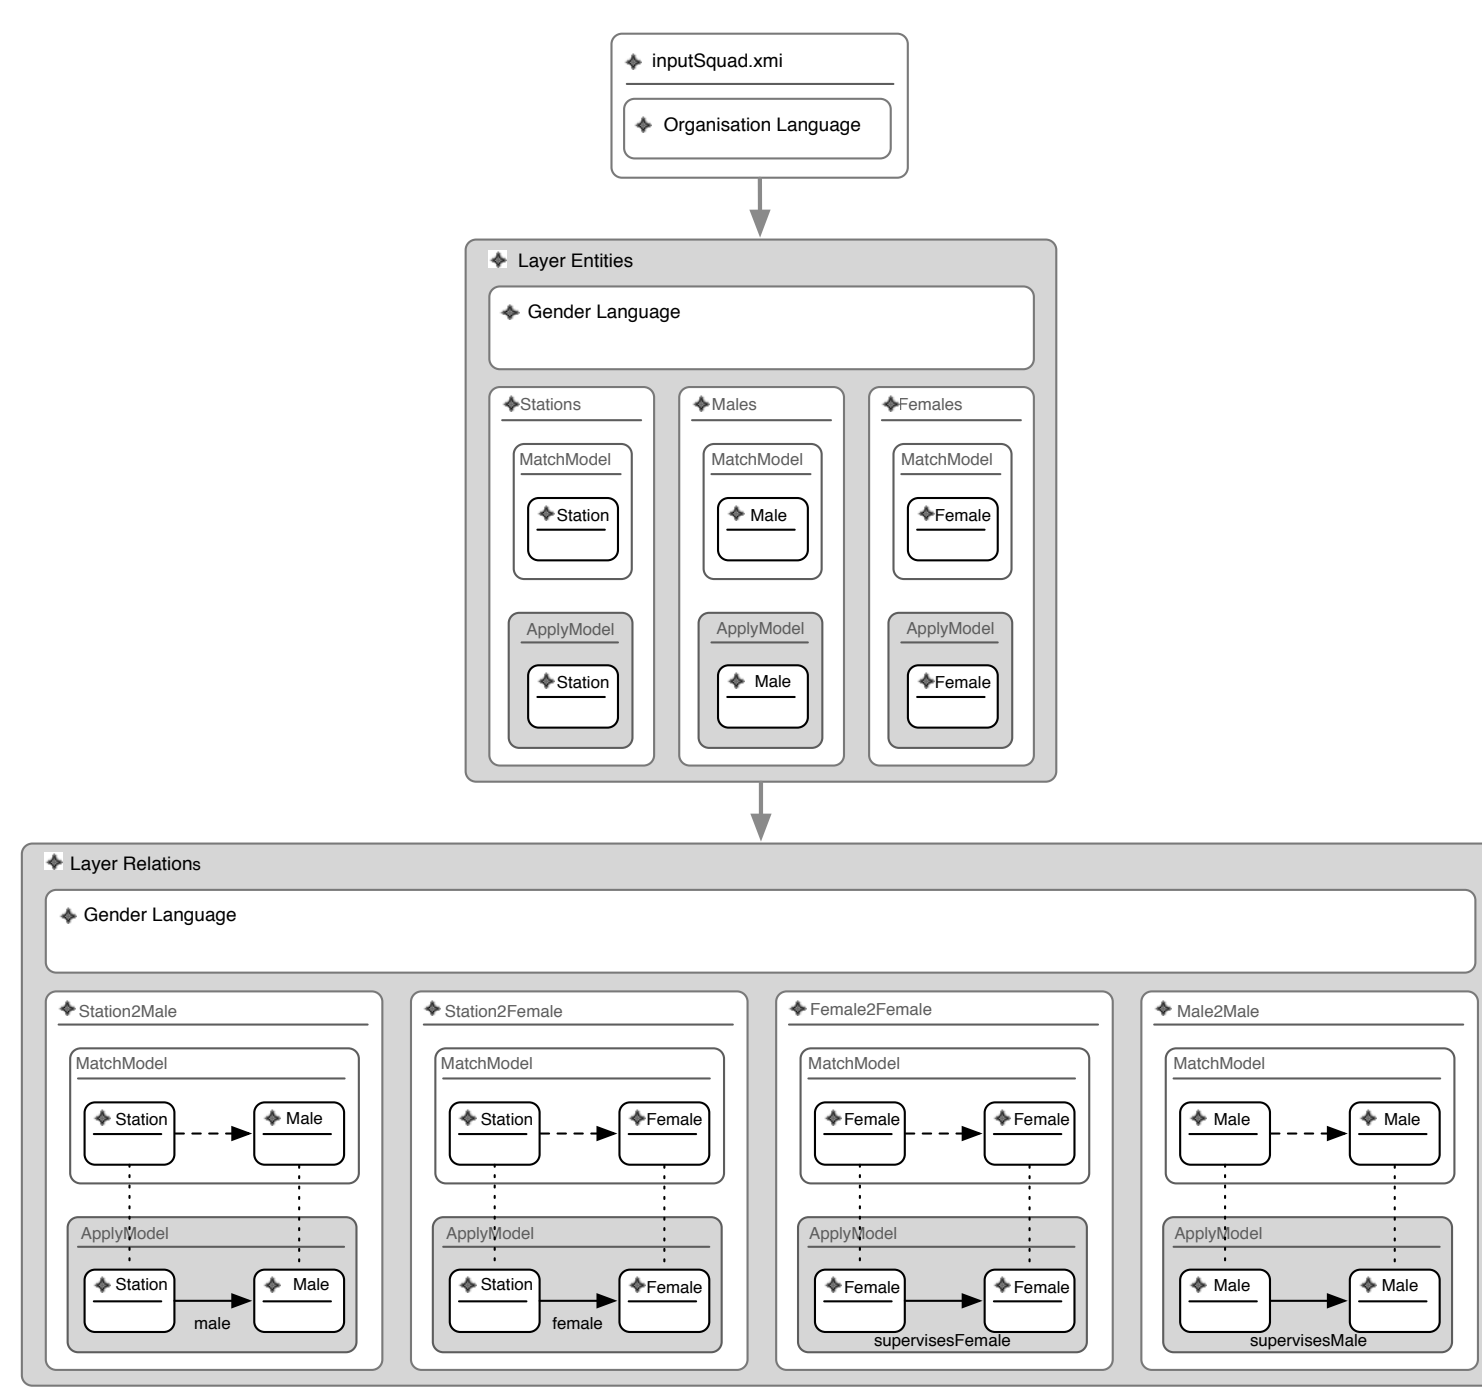 inputSquad.xmi
Organisation Language
Layer Entities
Gender Language
Stations
MatchModel
Station
ApplyModel
Station
Males
MatchModel
Male
ApplyModel
Male
Females
MatchModel
Female
ApplyModel
Female
Layer Relations
Gender Language
Station2Male
MatchModel
Station Male
ApplyModel
Station Male
male
Station2Female
MatchModel
Station Female
ApplyModel
Station Female
female
Female2Female
MatchModel
Female Female
ApplyModel
Female Female
supervisesFemale
Male2Male
MatchModel
Male Male
ApplyModel
Male Male
supervisesMale